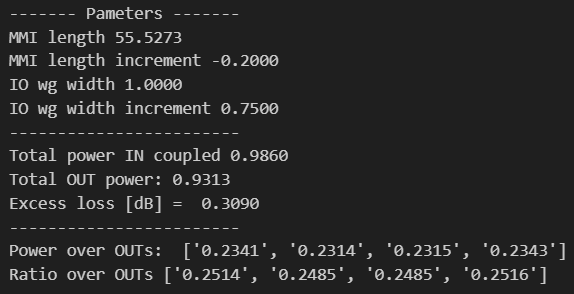 ------- Pameters -------
MMI length 55.5273
MMI length increment -0.2000
IO wg width 1.0000
IO wg width increment 0.7500
------------------------
Total power IN coupled 0.9860
Total OUT power: 0.9313
Excess loss [dB] =  0.3090
------------------------
Power over OUTs:  ['0.2341', '0.2314', '0.2315', '0.2343']
Ratio over OUTs ['0.2514', '0.2485', '0.2485', '0.2516']